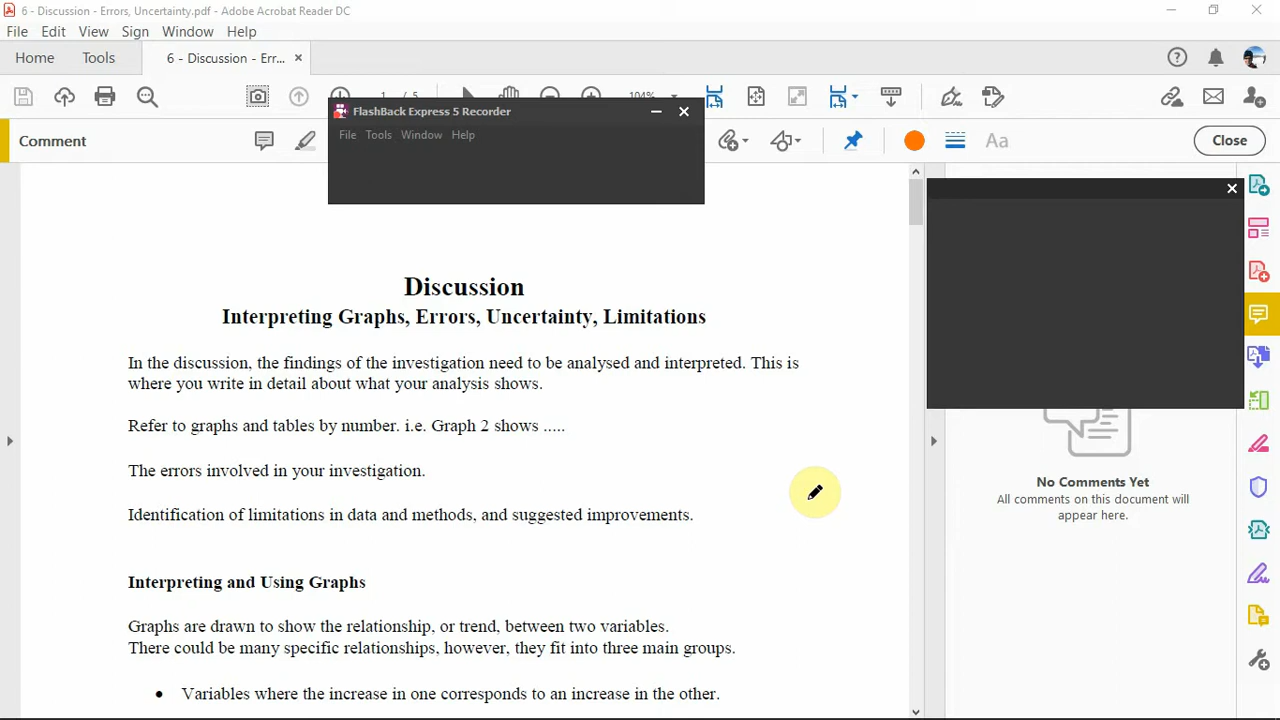 6 - Discussion - Errors, Uncertainty.pdf - Adobe Acrobat Reader DC
File Edit View Sign Window Help
Home Tools 6 - Discussion - Err...
1 / 5 104%
FlashBack Express 5 Recorder
File Tools Window Help
Comment
Aa
Close
Discussion
Interpreting Graphs, Errors, Uncertainty, Limitations
In the discussion, the findings of the investigation need to be analysed and interpreted. This is
where you write in detail about what your analysis shows.
Refer to graphs and tables by number. i.e. Graph 2 shows .....
The errors involved in your investigation.
Identification of limitations in data and methods, and suggested improvements.
Interpreting and Using Graphs
Graphs are drawn to show the relationship, or trend, between two variables.
There could be many specific relationships, however, they fit into three main groups.
• Variables where the increase in one corresponds to an increase in the other.
No Comments Yet
All comments on this document will
appear here.